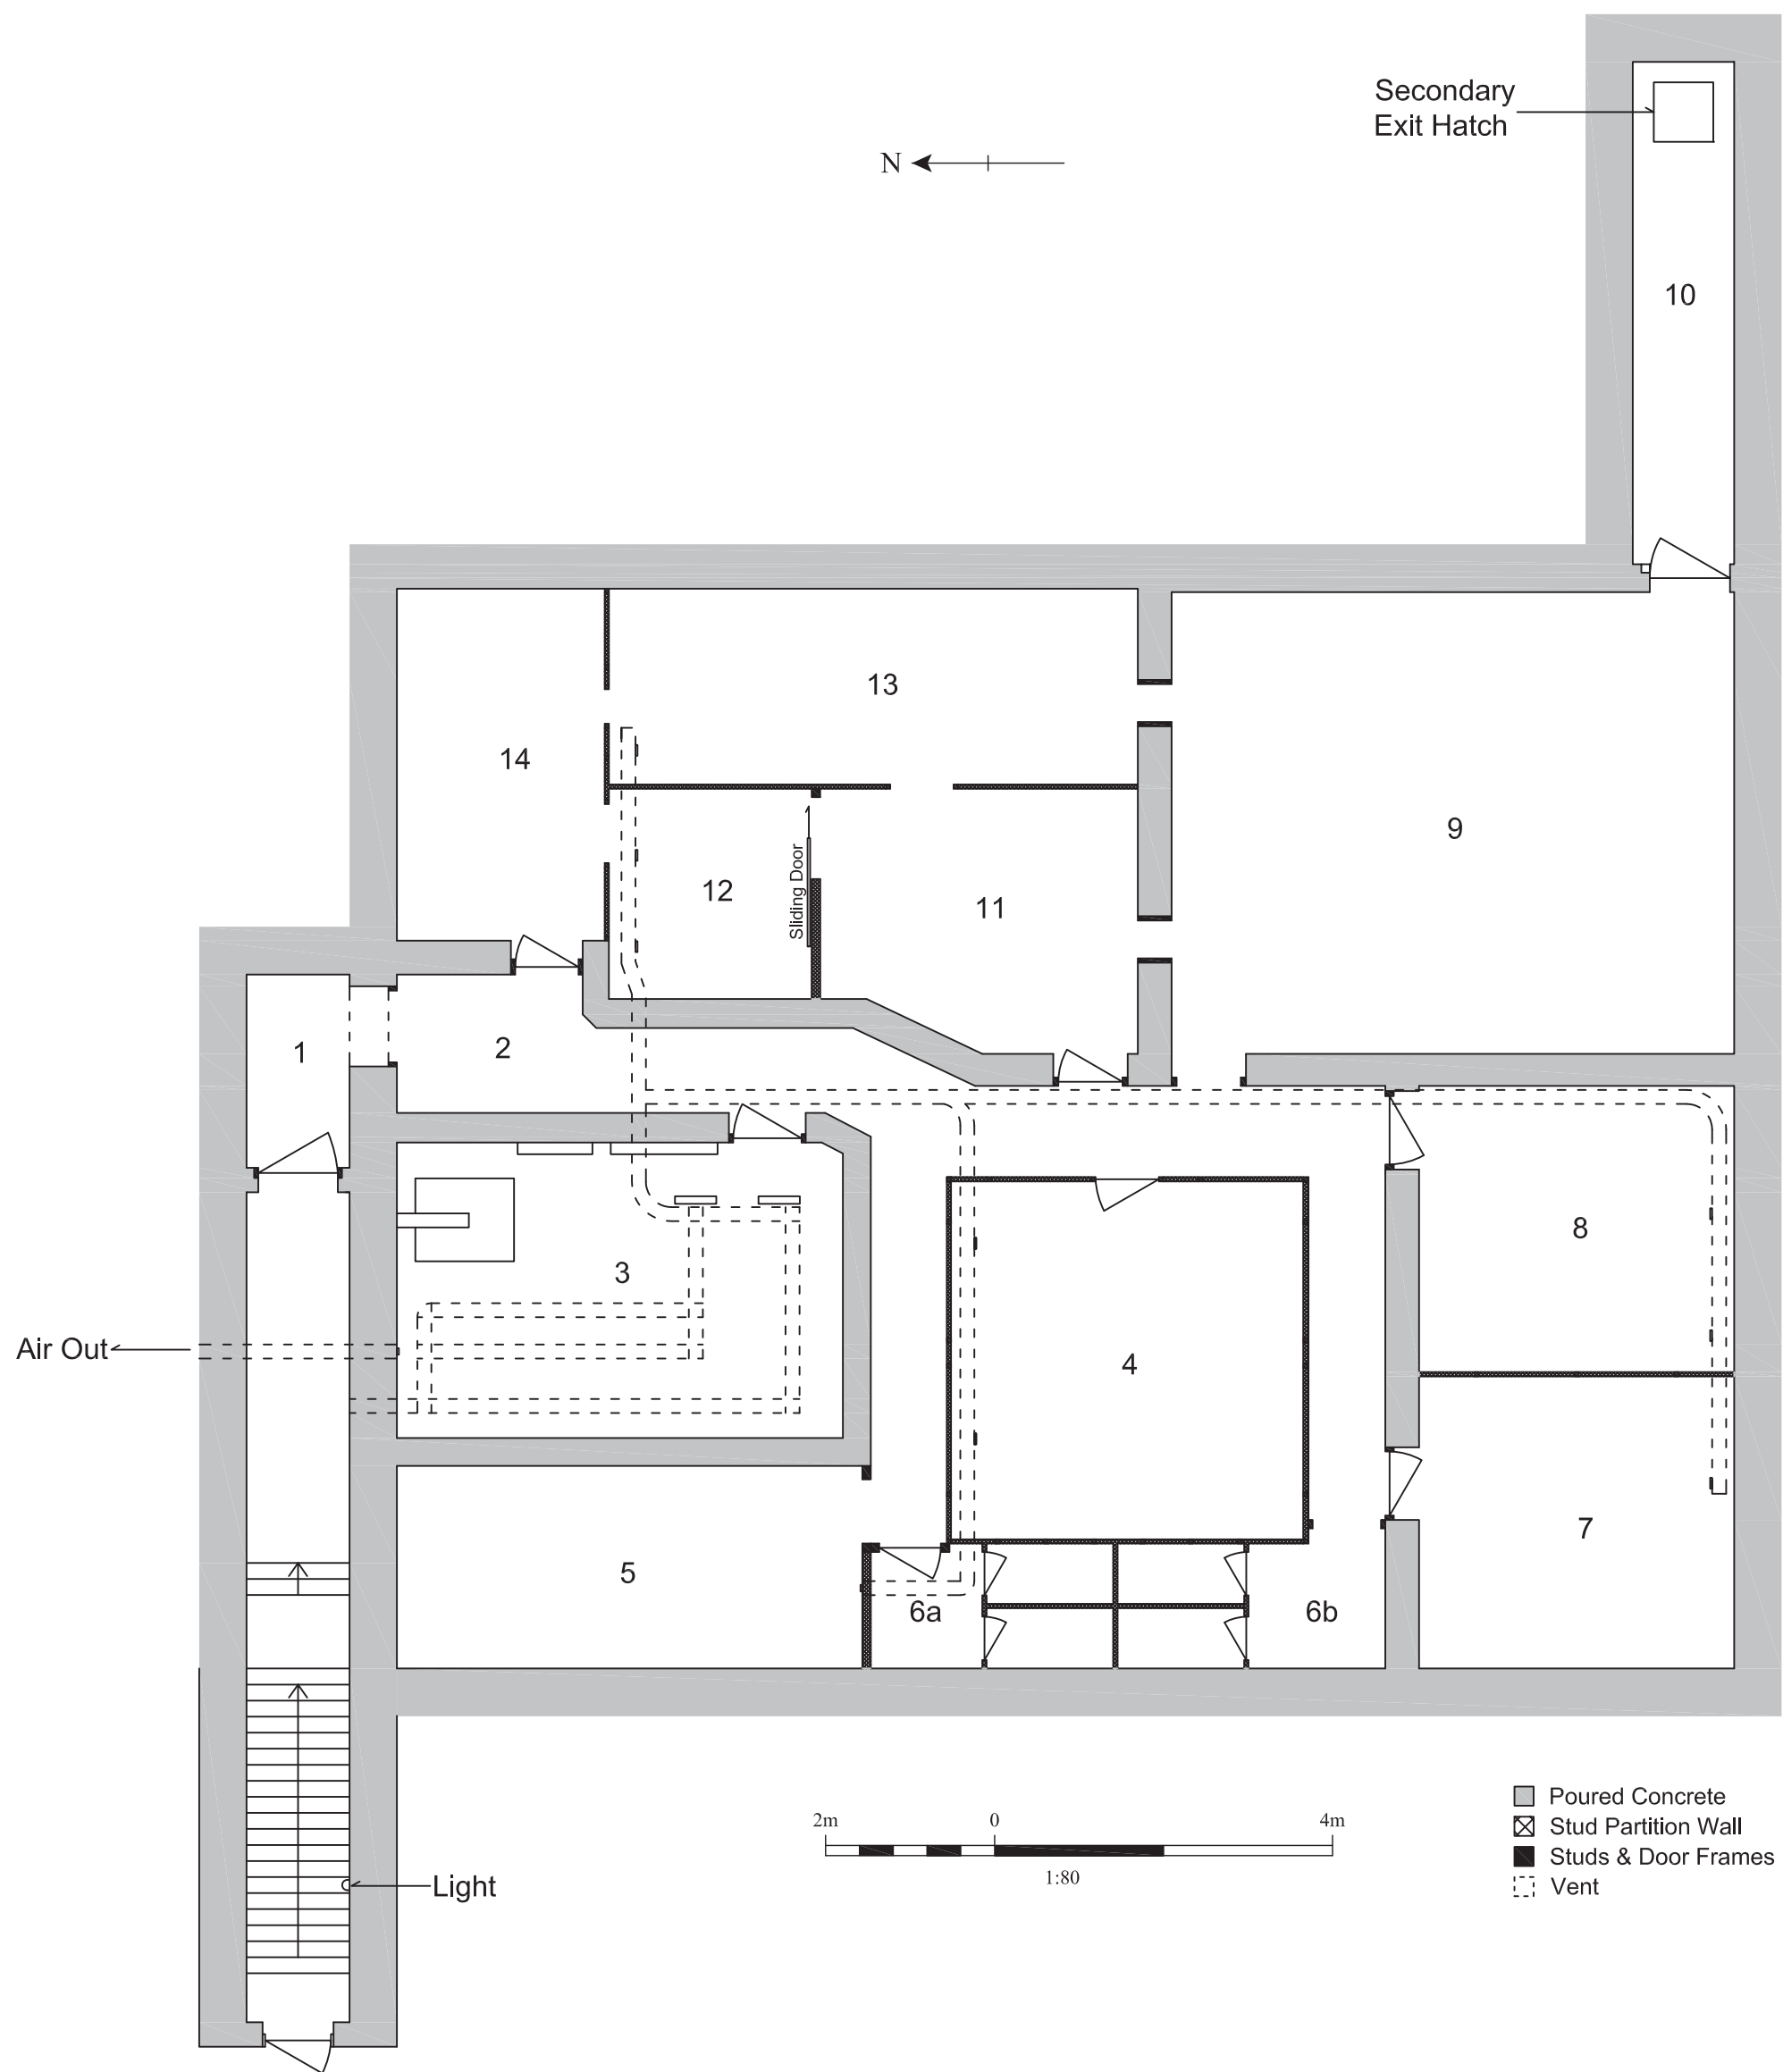 Secondary
Exit Hatch
N
10
13
14
9
12
Sliding Door
11
1
2
8
3
Air Out
4
7
5
6a
6b
2m 0 4m
1:80
Poured Concrete
Stud Partition Wall
Studs & Door Frames
Vent
Light